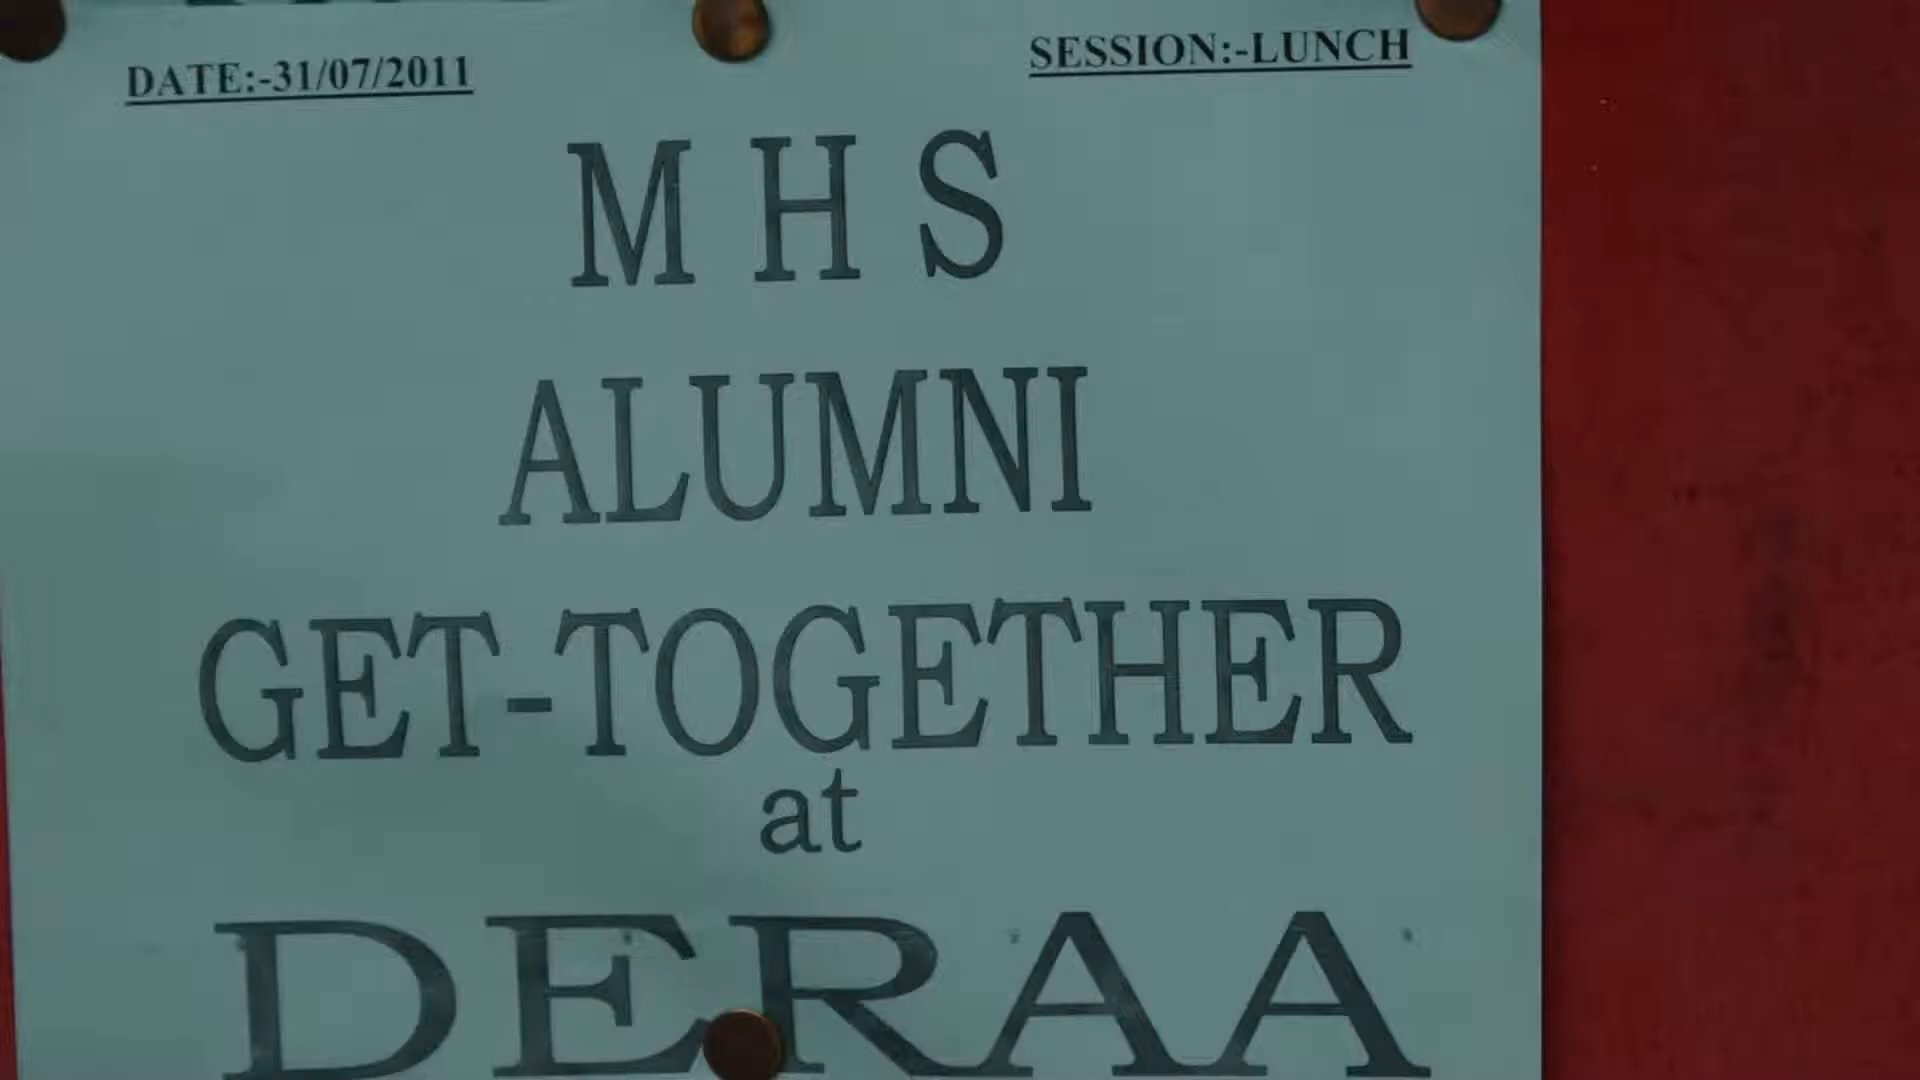 DATE:-31/07/2011 SESSION:-LUNCH
M H S
ALUMNI
GET-TOGETHER
at
DERAA